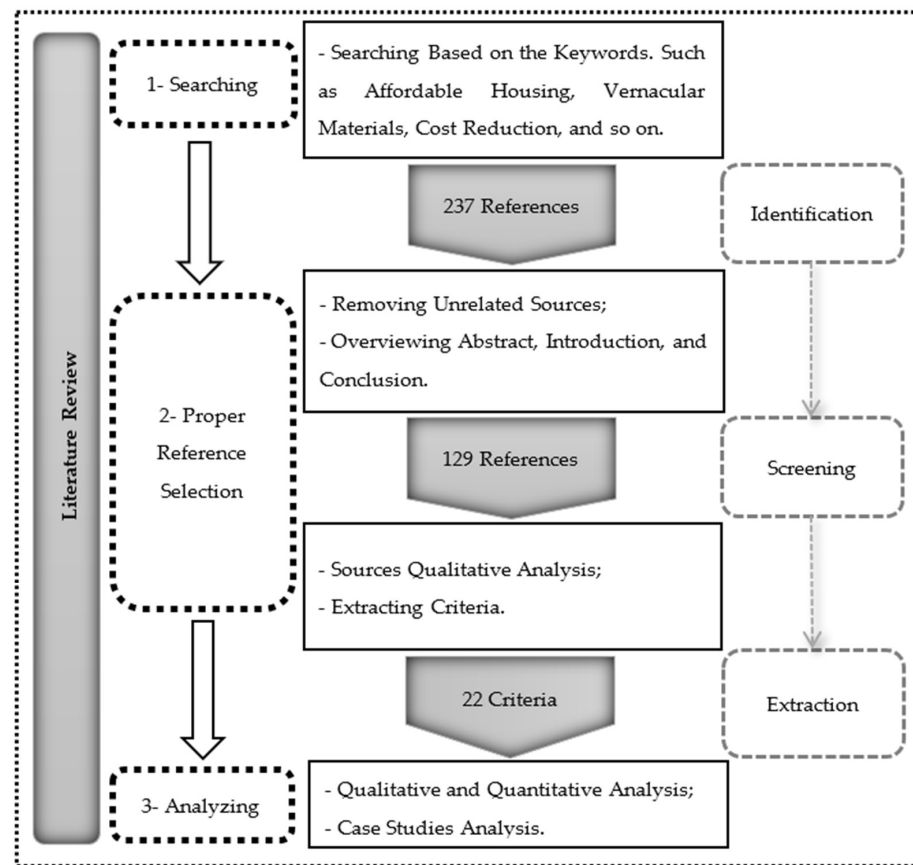 Literature Review
1- Searching
- Searching Based on the Keywords. Such
as Affordable Housing, Vernacular
Materials, Cost Reduction, and so on.
237 References
Identification
- Removing Unrelated Sources;
- Overviewing Abstract, Introduction, and
Conclusion.
2- Proper
Reference
Selection
129 References
Screening
- Sources Qualitative Analysis;
- Extracting Criteria.
22 Criteria
Extraction
3- Analyzing
- Qualitative and Quantitative Analysis;
- Case Studies Analysis.